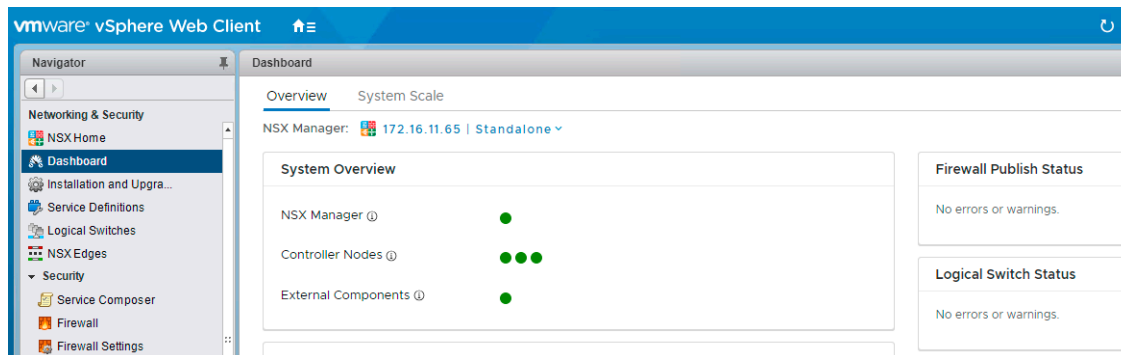 vmware® vSphere Web Client
Navigator
Networking & Security
NSX Home
Dashboard
Installation and Upgra...
Service Definitions
Logical Switches
NSX Edges
Security
Service Composer
Firewall
Firewall Settings
Dashboard
Overview System Scale
NSX Manager: 172.16.11.65 | Standalone
System Overview
NSX Manager
Controller Nodes
External Components
Firewall Publish Status
No errors or warnings.
Logical Switch Status
No errors or warnings.